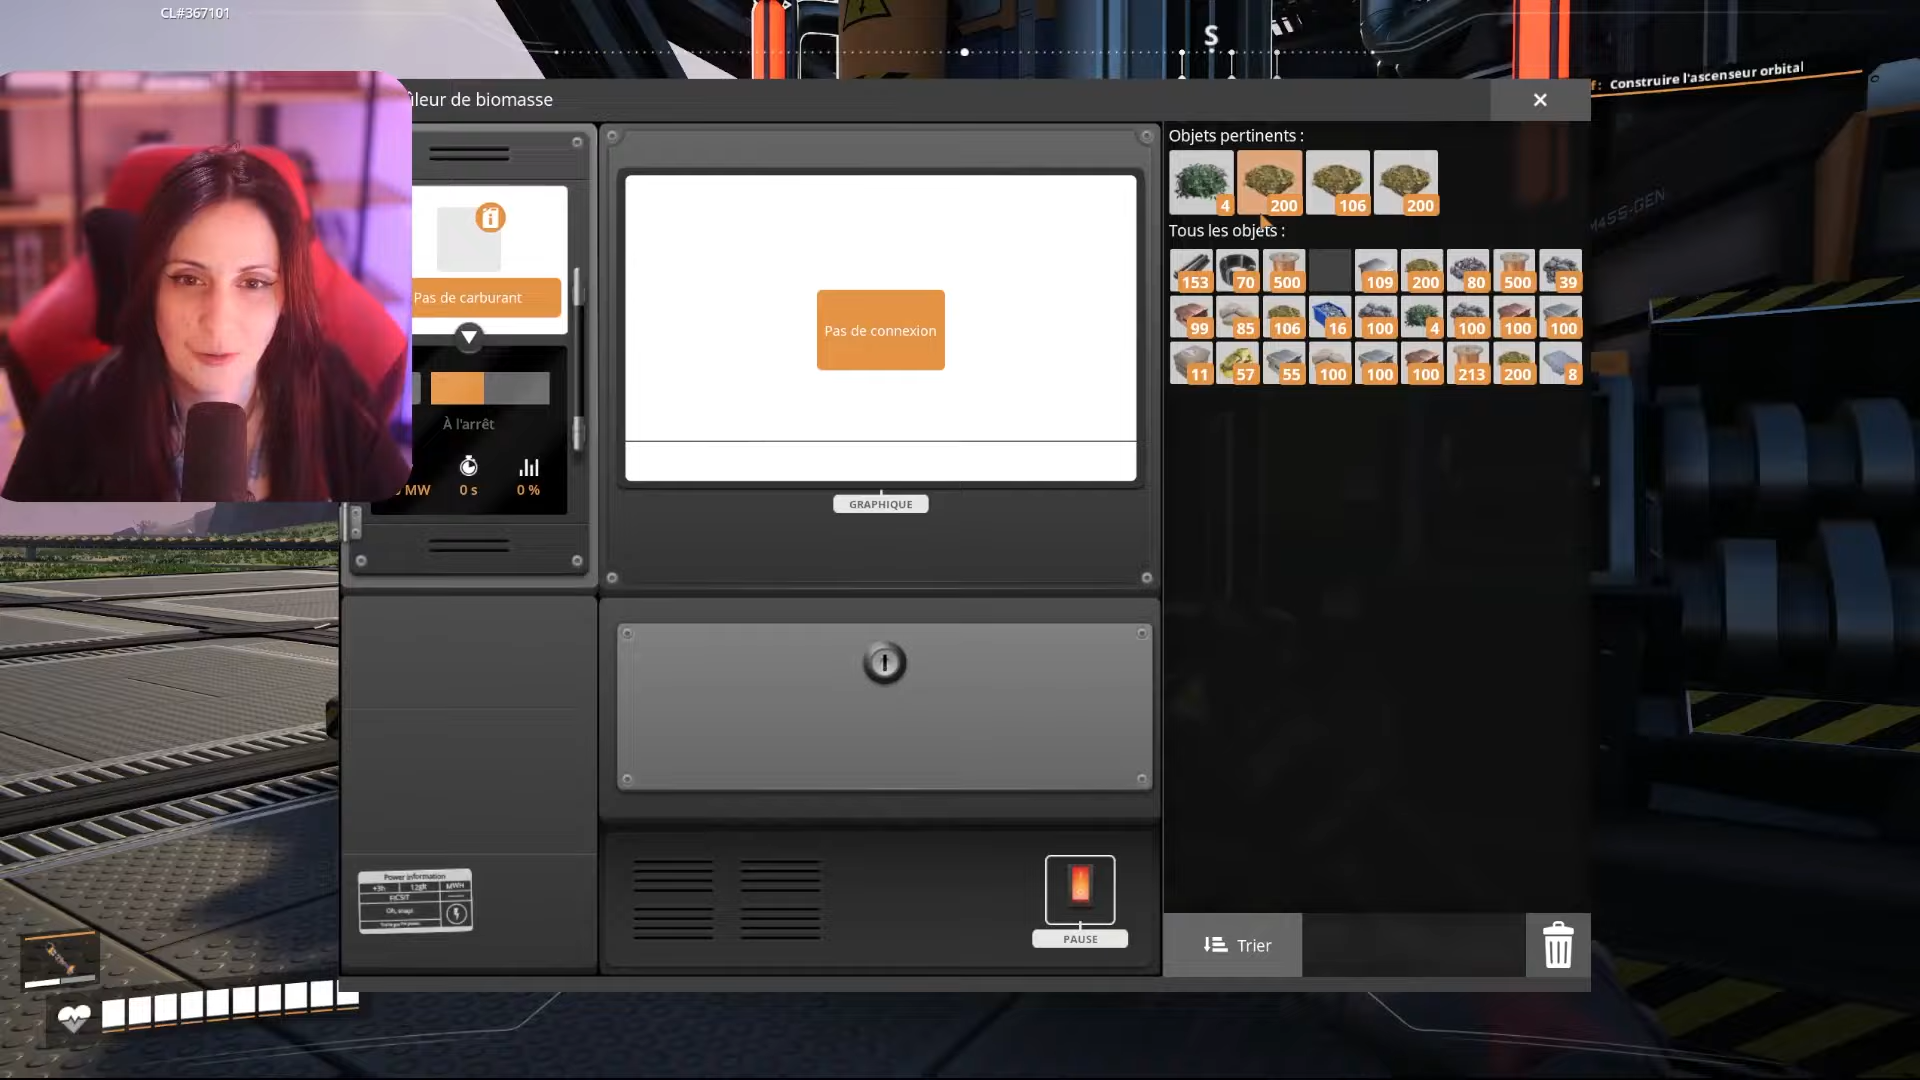 CL#367101
S
f: Construire l'ascenseur orbital
ûleur de biomasse
Objets pertinents :
4 200 106 200
Tous les objets :
153 70 500 109 200 80 500 39
99 85 106 16 100 4 100 100 100
11 57 55 100 100 100 213 200 8
Pas de carburant
À l'arrêt
MW 0 s 0 %
Pas de connexion
GRAPHIQUE
Power information
MWH
FICSIT
PAUSE
Trier